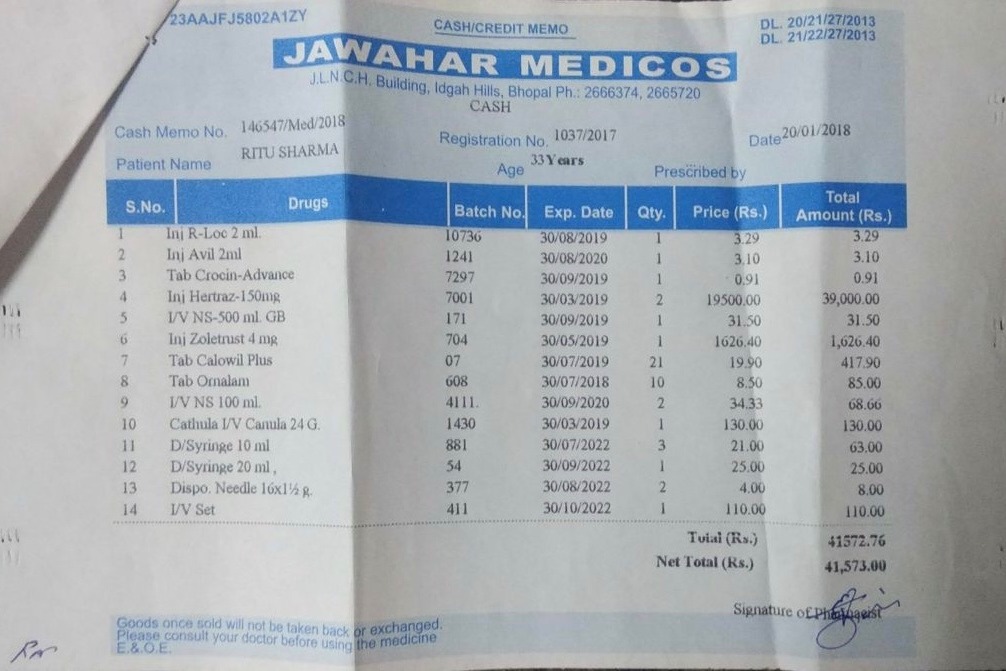 23AAJFJ5802A1ZY
CASH/CREDIT MEMO
DL. 20/21/27/2013
DL. 21/22/27/2013
JAWAHAR MEDICOS
J.L.N.C.H. Building, Idgah Hills, Bhopal Ph.: 2666374, 2665720
CASH
Cash Memo No. 146547/Med/2018 Registration No. 1037/2017 Date 20/01/2018
Patient Name RITU SHARMA Age 33Years Prescribed by
S.No. Drugs Batch No. Exp. Date Qty. Price (Rs.) Total Amount (Rs.)
1 Inj R-Loc 2 ml. 10736 30/08/2019 1 3.29 3.29
2 Inj Avil 2ml 1241 30/08/2020 1 3.10 3.10
3 Tab Crocin-Advance 7297 30/09/2019 1 0.91 0.91
4 Inj Hertraz-150mg 7001 30/03/2019 2 19500.00 39,000.00
5 I/V NS-500 ml. GB 171 30/09/2019 1 31.50 31.50
6 Inj Zoletrust 4 mg 704 30/05/2019 1 1626.40 1,626.40
7 Tab Calowil Plus 07 30/07/2019 21 19.90 417.90
8 Tab Ornalam 608 30/07/2018 10 8.50 85.00
9 I/V NS 100 ml. 4111. 30/09/2020 2 34.33 68.66
10 Cathula I/V Canula 24 G. 1430 30/03/2019 1 130.00 130.00
11 D/Syringe 10 ml 881 30/07/2022 3 21.00 63.00
12 D/Syringe 20 ml , 54 30/09/2022 1 25.00 25.00
13 Dispo. Needle 16x1½ g. 377 30/08/2022 2 4.00 8.00
14 I/V Set 411 30/10/2022 1 110.00 110.00
Total (Rs.) 41572.76
Net Total (Rs.) 41,573.00
Signature of Pharmagist
Goods once sold will not be taken back or exchanged.
Please consult your doctor before using the medicine
E.& O.E.